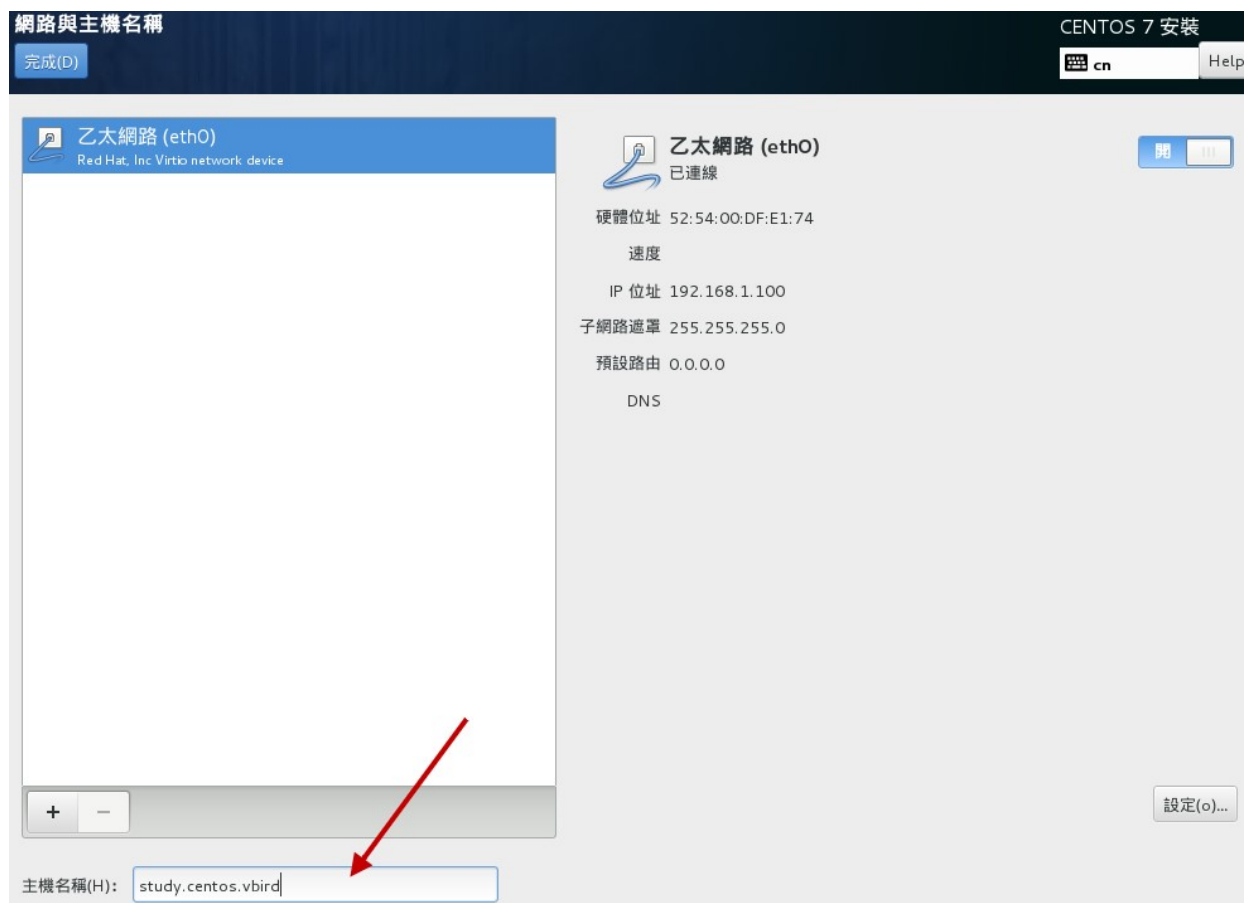 網路與主機名稱
完成(D)
CENTOS 7 安裝
cn
Help
乙太網路 (eth0)
Red Hat, Inc Virtio network device
乙太網路 (eth0)
已連線
開
硬體位址 52:54:00:DF:E1:74
速度
IP 位址 192.168.1.100
子網路遮罩 255.255.255.0
預設路由 0.0.0.0
DNS
+ −
設定(o)...
主機名稱(H): study.centos.vbird